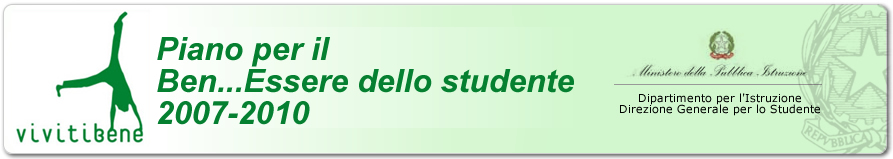 vivitibene
Piano per il
Ben...Essere dello studente
2007-2010
Ministero della Pubblica Istruzione
Dipartimento per l'Istruzione
Direzione Generale per lo Studente
REPVBBLICA